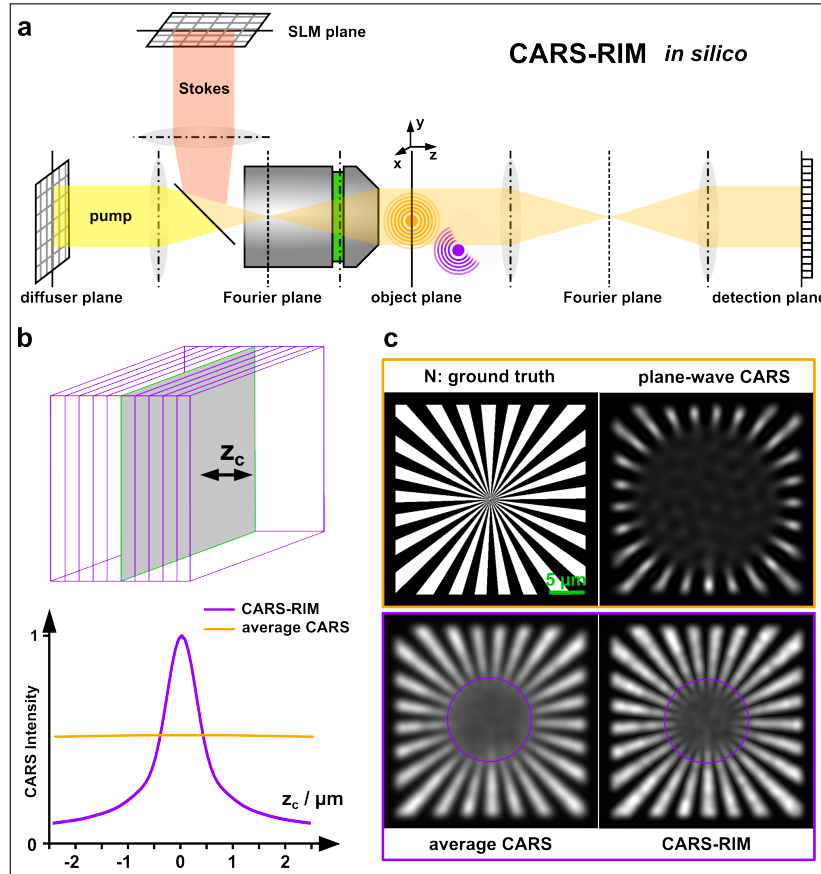 a
SLM plane
CARS-RIM in silico
Stokes
y
x
z
pump
diffuser plane
Fourier plane
object plane
Fourier plane
detection plane
b
c
N: ground truth
plane-wave CARS
z_c
5 µm
CARS-RIM
average CARS
1
CARS Intensity
z_c / µm
0
-2 -1 0 1 2
average CARS
CARS-RIM